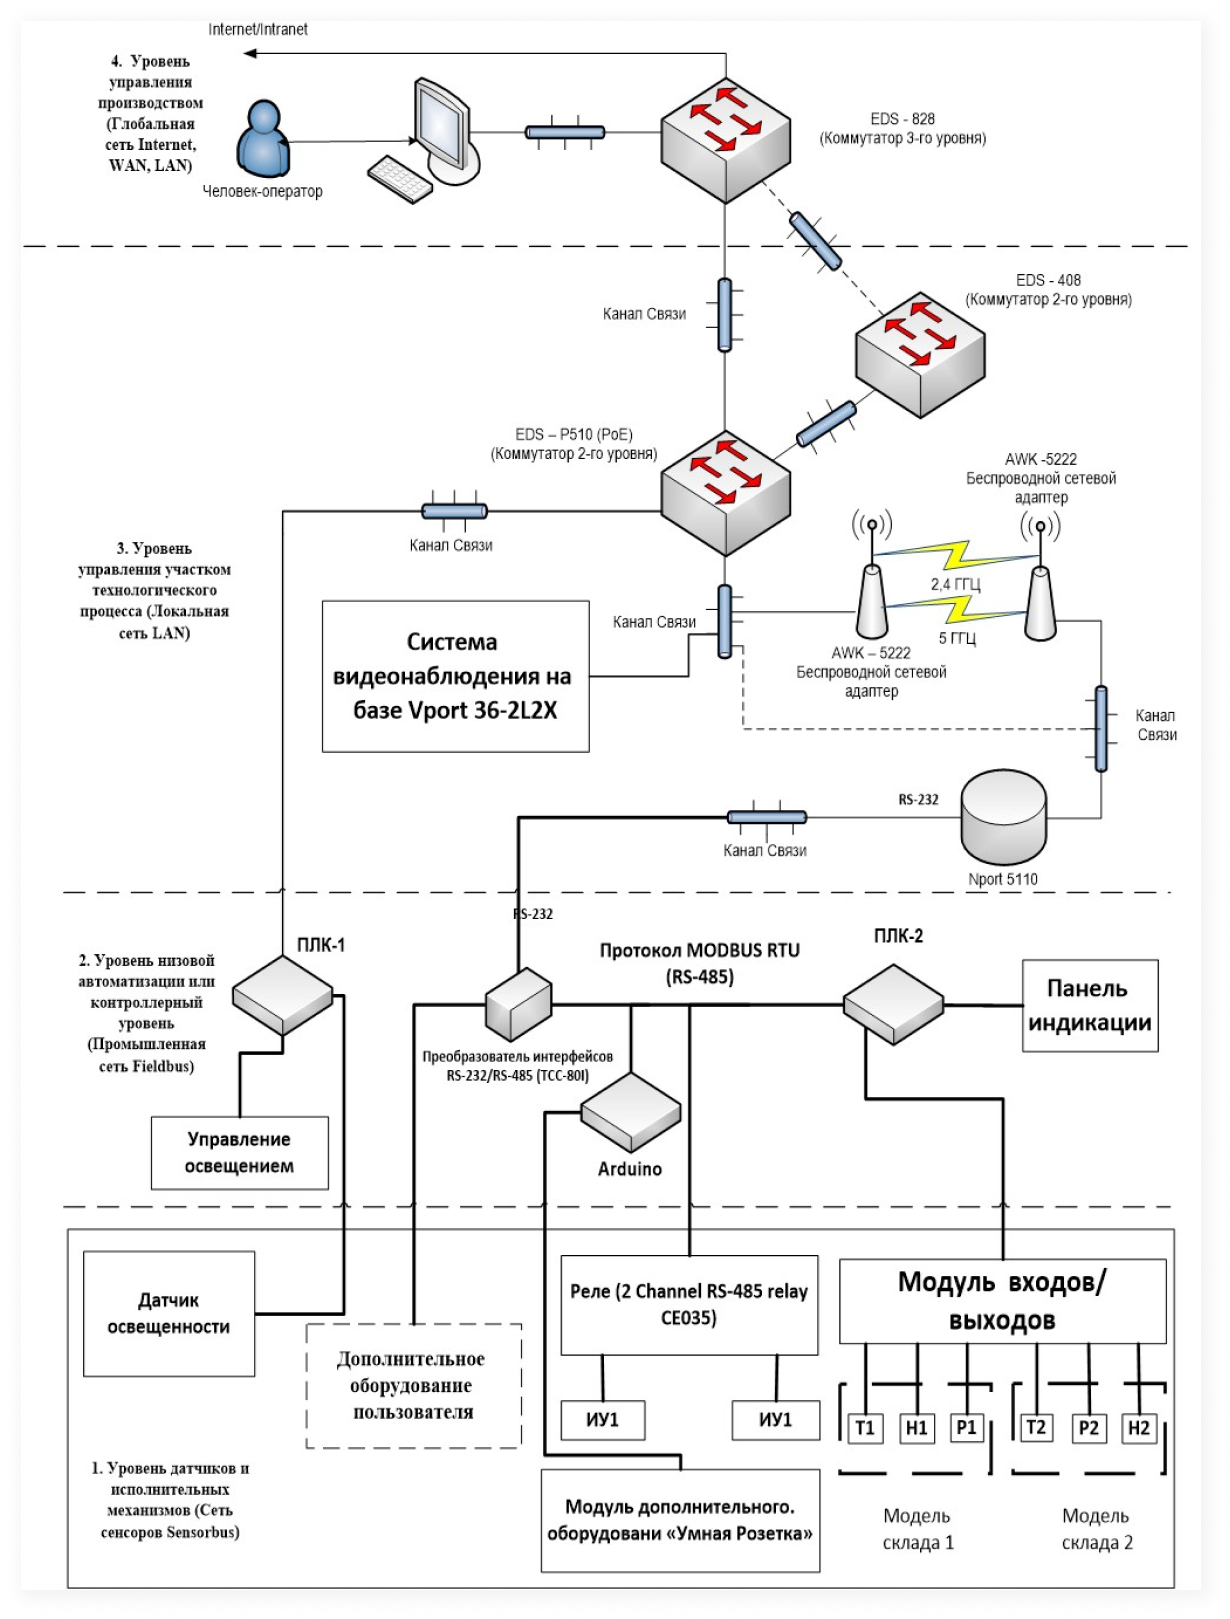 Internet/Intranet
4. Уровень
управления
производством
(Глобальная
сеть Internet,
WAN, LAN)
Человек-оператор
EDS - 828
(Коммутатор 3-го уровня)
EDS - 408
(Коммутатор 2-го уровня)
Канал Связи
EDS – P510 (PoE)
(Коммутатор 2-го уровня)
Канал Связи
AWK -5222
Беспроводной сетевой
адаптер
3. Уровень
управления участком
технологического
процесса (Локальная
сеть LAN)
2,4 ГГЦ
5 ГГЦ
Канал Связи
AWK – 5222
Беспроводной сетевой
адаптер
Система
видеонаблюдения на
базе Vport 36-2L2X
Канал
Связи
RS-232
Канал Связи
Nport 5110
RS-232
ПЛК-1
ПЛК-2
Протокол MODBUS RTU
(RS-485)
2. Уровень низовой
автоматизации или
контроллерный
уровень
(Промышленная
сеть Fieldbus)
Панель
индикации
Преобразователь интерфейсов
RS-232/RS-485 (TCC-80I)
Управление
освещением
Arduino
Датчик
освещенности
Дополнительное
оборудование
пользователя
Реле (2 Channel RS-485 relay
CE035)
Модуль входов/
выходов
ИУ1
ИУ1
T1
H1
P1
T2
P2
H2
1. Уровень датчиков и
исполнительных
механизмов (Сеть
сенсоров Sensorbus)
Модуль дополнительного.
оборудовани «Умная Розетка»
Модель
склада 1
Модель
склада 2